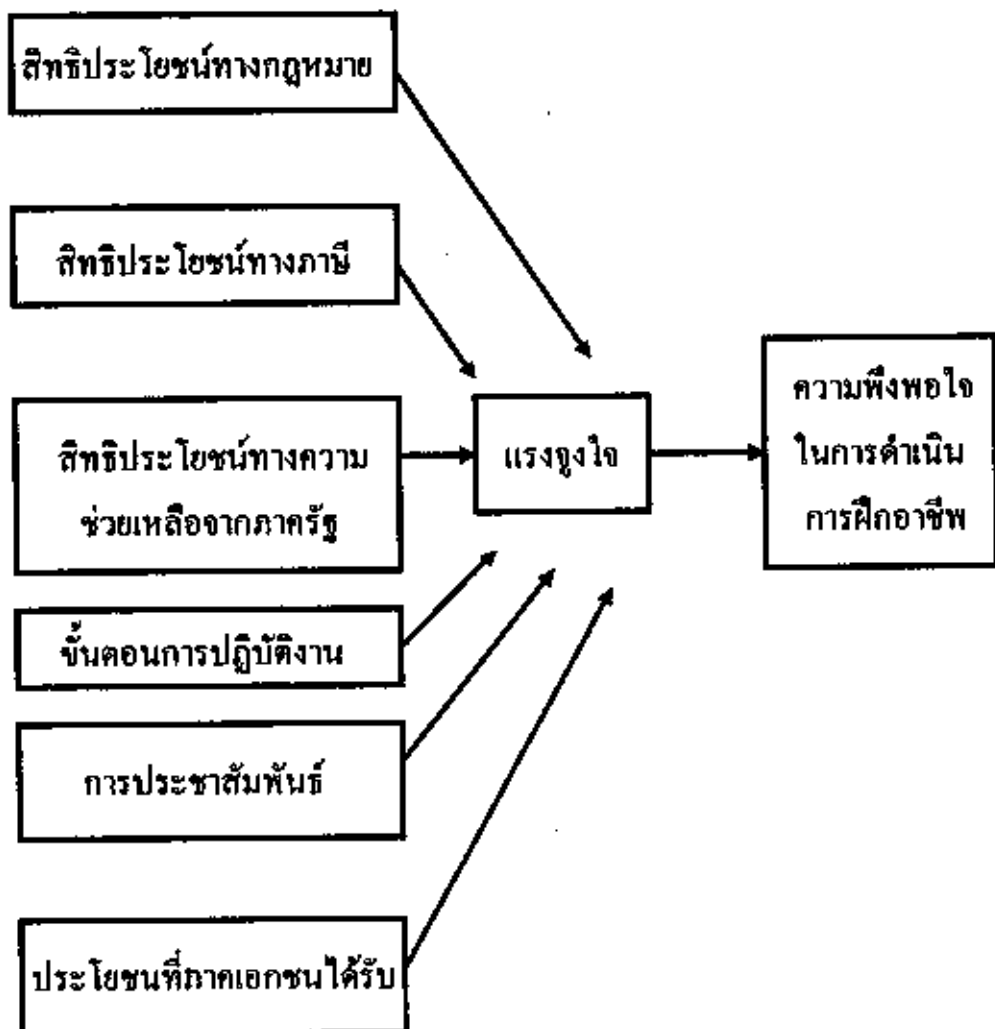 สิทธิประโยชน์ทางกฎหมาย
สิทธิประโยชน์ทางภาษี
สิทธิประโยชน์ทางความ
ช่วยเหลือจากภาครัฐ
ขั้นตอนการปฏิบัติงาน
การประชาสัมพันธ์
ประโยชน์ที่ภาคเอกชนได้รับ
แรงจูงใจ
ความพึงพอใจ
ในการดำเนิน
การฝึกอาชีพ